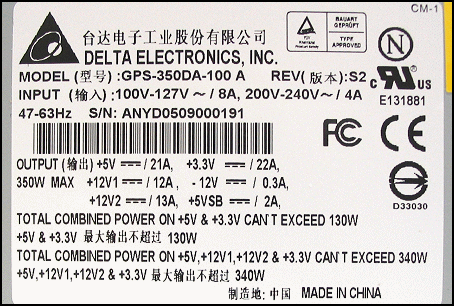 CM-1
台达电子工业股份有限公司
DELTA ELECTRONICS, INC.
BAUART GEPRÜFT
TYPE APPROVED
N
MODEL (型号) :GPS-350DA-100 A REV( 版本): S2
INPUT (输入) :100V-127V~/ 8A, 200V-240V~/ 4A
E131881
47-63Hz S/N: ANYD0509000191
FC CE
D33030
OUTPUT (输出) +5V / 21A, +3.3V / 22A,
350W MAX +12V1 / 12A, - 12V / 0.3A,
+12V2 / 13A, +5VSB / 2A,
TOTAL COMBINED POWER ON +5V & +3.3V CAN'T EXCEED 130W
+5V & +3.3V 最大输出不超过 130W
TOTAL COMBINED POWER ON +5V,+12V1,+12V2 & +3.3V CAN'T EXCEED 340W
+5V,+12V1,+12V2 & +3.3V 最大输出不超过 340W
制造地: 中国 MADE IN CHINA